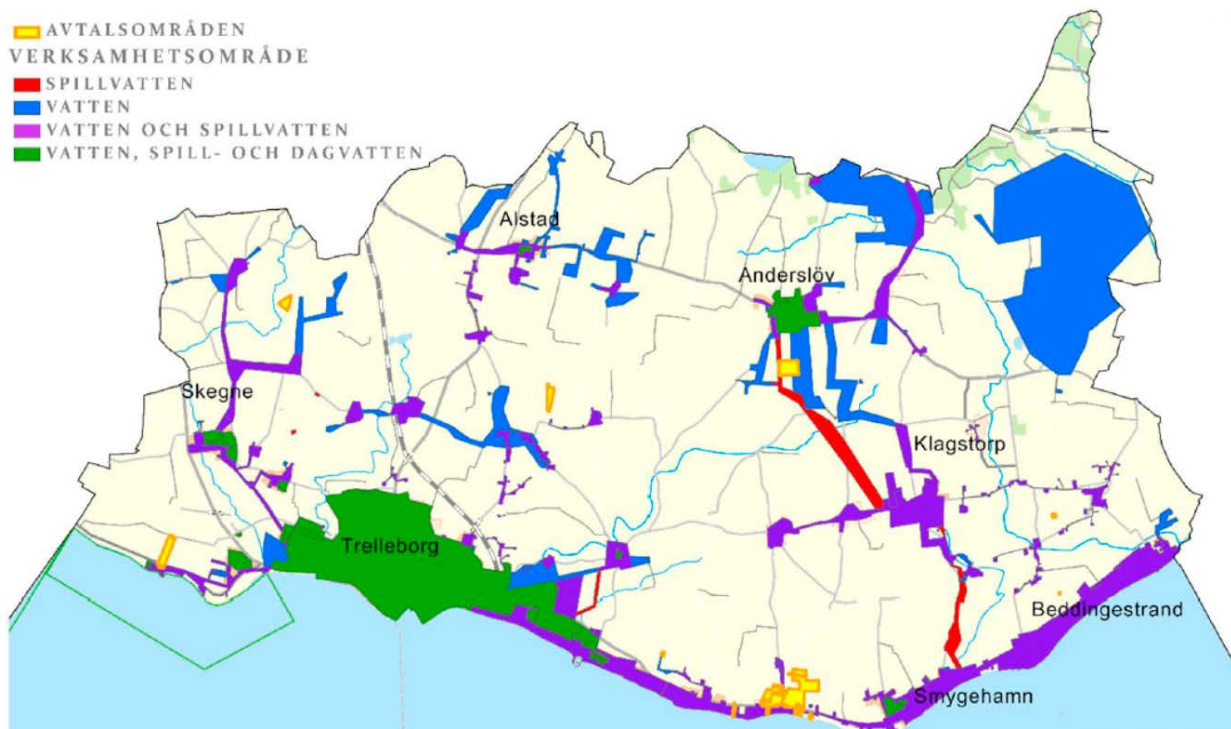 AVTALSOMRÅDEN
VERKSAMHETSOMRÅDE
SPILLVATTEN
VATTEN
VATTEN OCH SPILLVATTEN
VATTEN, SPILL- OCH DAGVATTEN
Alstad
Anderslöv
Skegne
Klagstorp
Trelleborg
Beddingestrand
Smygehamn